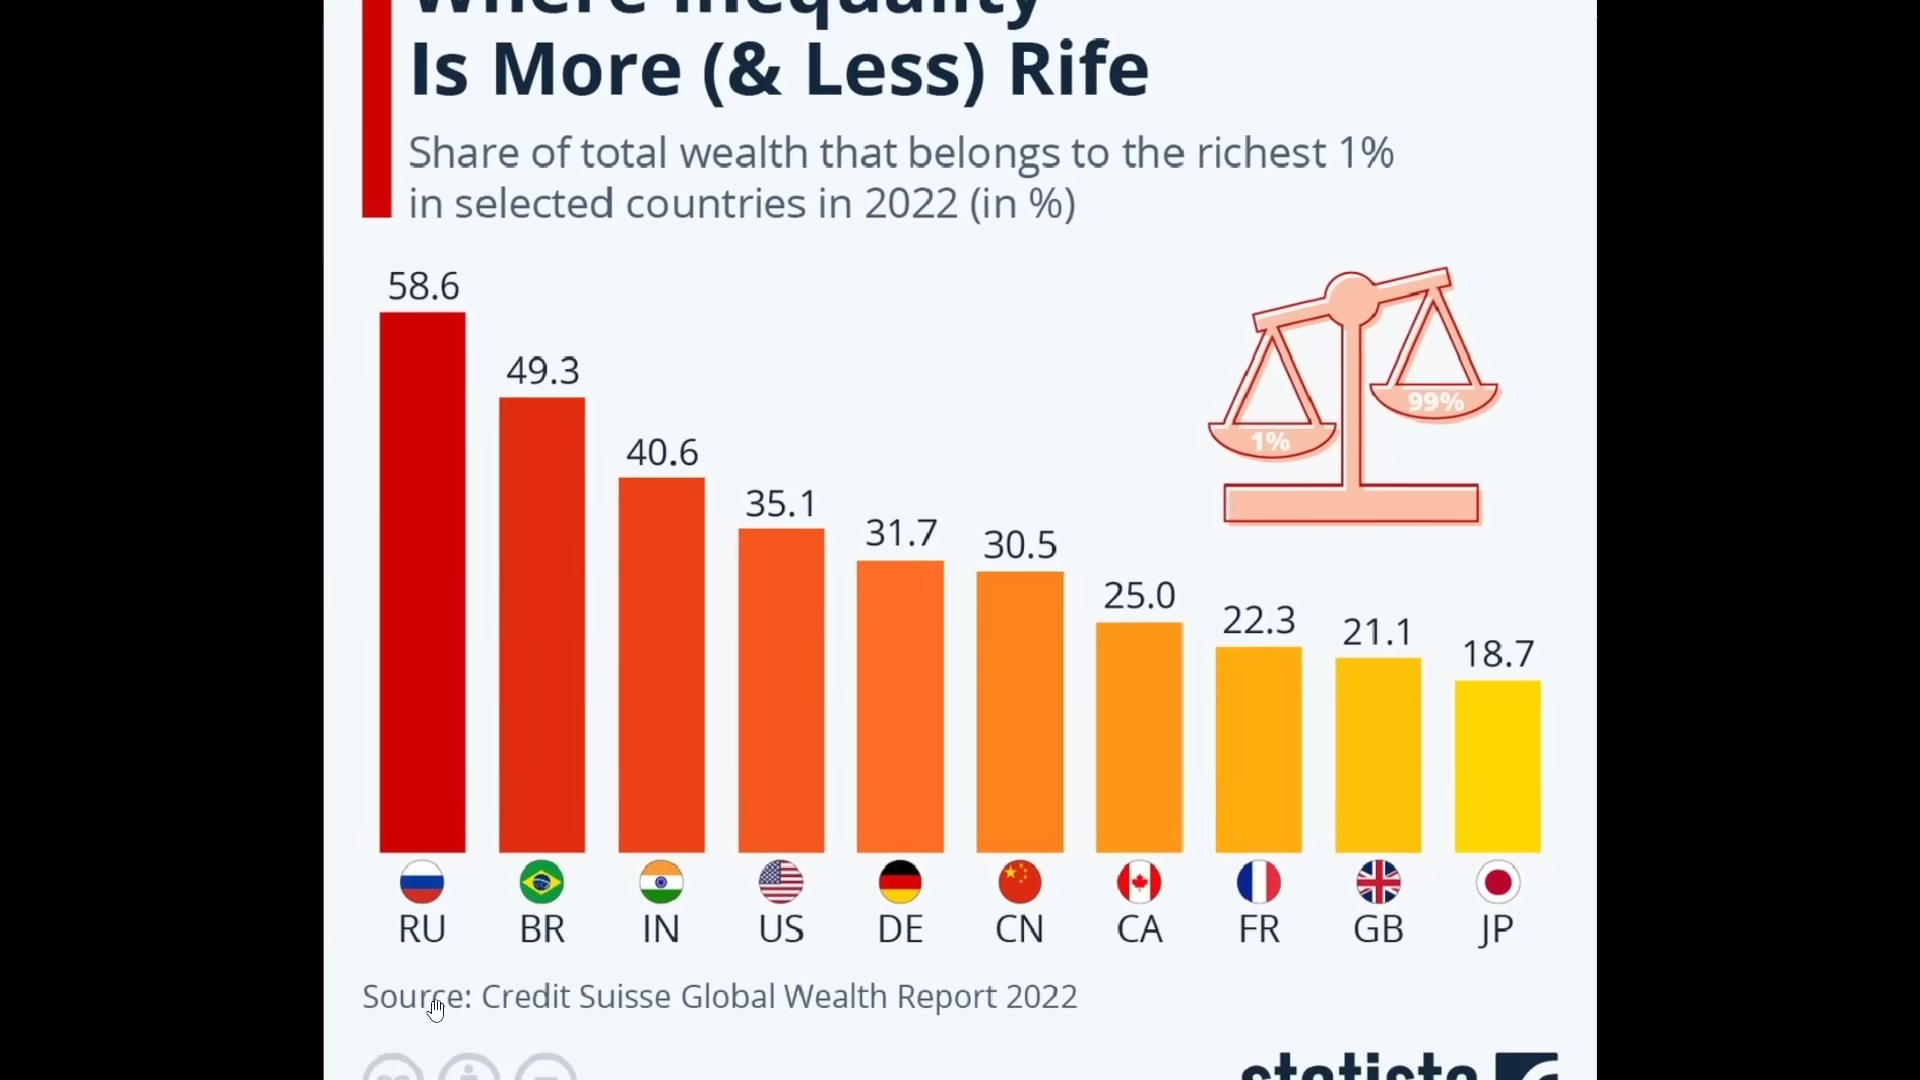 Where Inequality
Is More (& Less) Rife
Share of total wealth that belongs to the richest 1%
in selected countries in 2022 (in %)
58.6
49.3
40.6
35.1
31.7
30.5
25.0
22.3
21.1
18.7
1%
99%
RU
BR
IN
US
DE
CN
CA
FR
GB
JP
Source: Credit Suisse Global Wealth Report 2022
statista